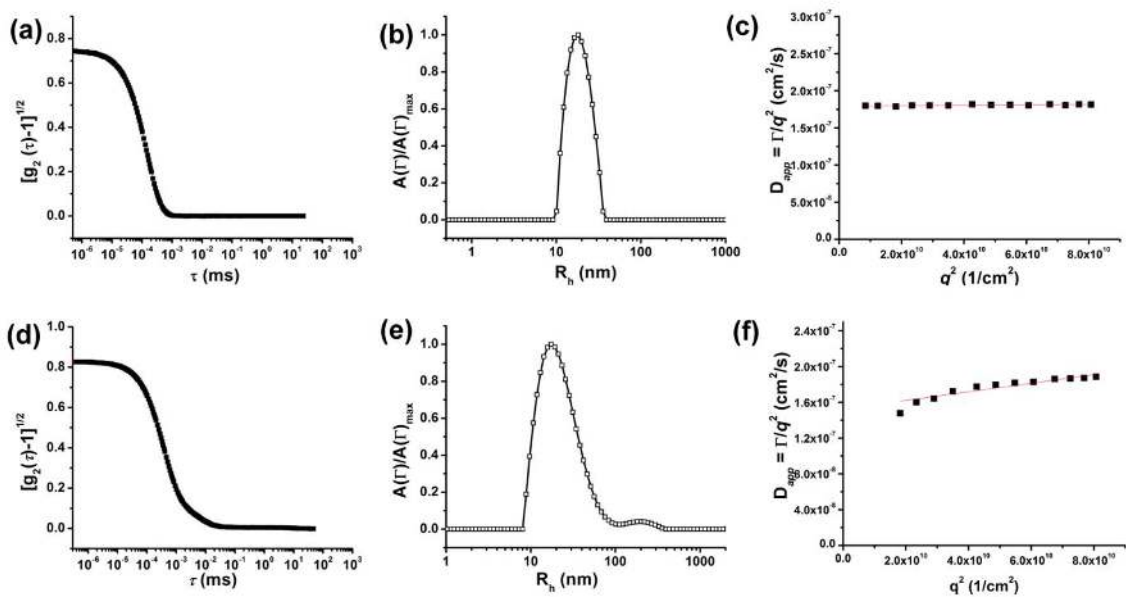 (a)
0.8
0.6
0.4
0.2
0.0
[g₂ (τ)-1]^1/2
10⁻⁶ 10⁻⁵ 10⁻⁴ 10⁻³ 10⁻² 10⁻¹ 10⁰ 10¹ 10² 10³
τ (ms)
(b)
1.0
0.8
0.6
0.4
0.2
0.0
A(Γ)/A(Γ)max
1 10 100 1000
R_h (nm)
(c)
3.0x10⁻⁷
2.5x10⁻⁷
2.0x10⁻⁷
1.5x10⁻⁷
1.0x10⁻⁷
5.0x10⁻⁸
0.0
D_app = Γ/q² (cm²/s)
2.0x10¹⁰ 4.0x10¹⁰ 6.0x10¹⁰ 8.0x10¹⁰
q² (1/cm²)
(d)
1.0
0.8
0.6
0.4
0.2
0.0
[g₂(τ)-1]^1/2
10⁻⁶ 10⁻⁵ 10⁻⁴ 10⁻³ 10⁻² 10⁻¹ 10⁰ 10¹ 10² 10³
τ (ms)
(e)
1.0
0.8
0.6
0.4
0.2
0.0
A(Γ)/A(Γ)max
1 10 100 1000
R_h (nm)
(f)
2.4x10⁻⁷
2.0x10⁻⁷
1.6x10⁻⁷
1.2x10⁻⁷
8.0x10⁻⁸
4.0x10⁻⁸
0.0
D_app = Γ/q² (cm²/s)
0 2.0x10¹⁰ 4.0x10¹⁰ 6.0x10¹⁰ 8.0x10¹⁰
q² (1/cm²)